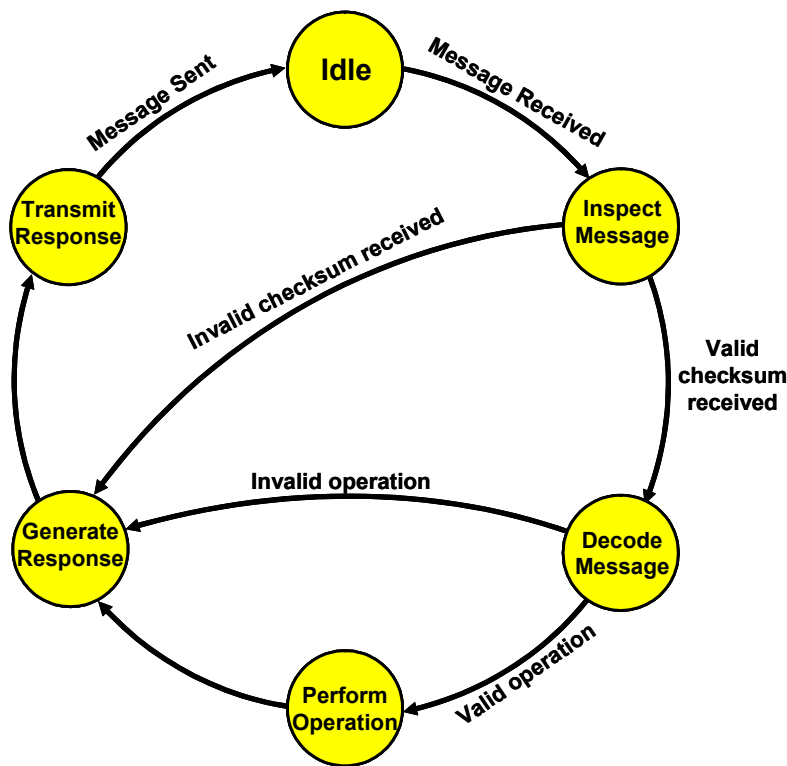 Idle
Message Received
Message Sent
Inspect
Message
Transmit
Response
Invalid checksum received
Valid
checksum
received
Invalid operation
Generate
Response
Decode
Message
Valid operation
Perform
Operation